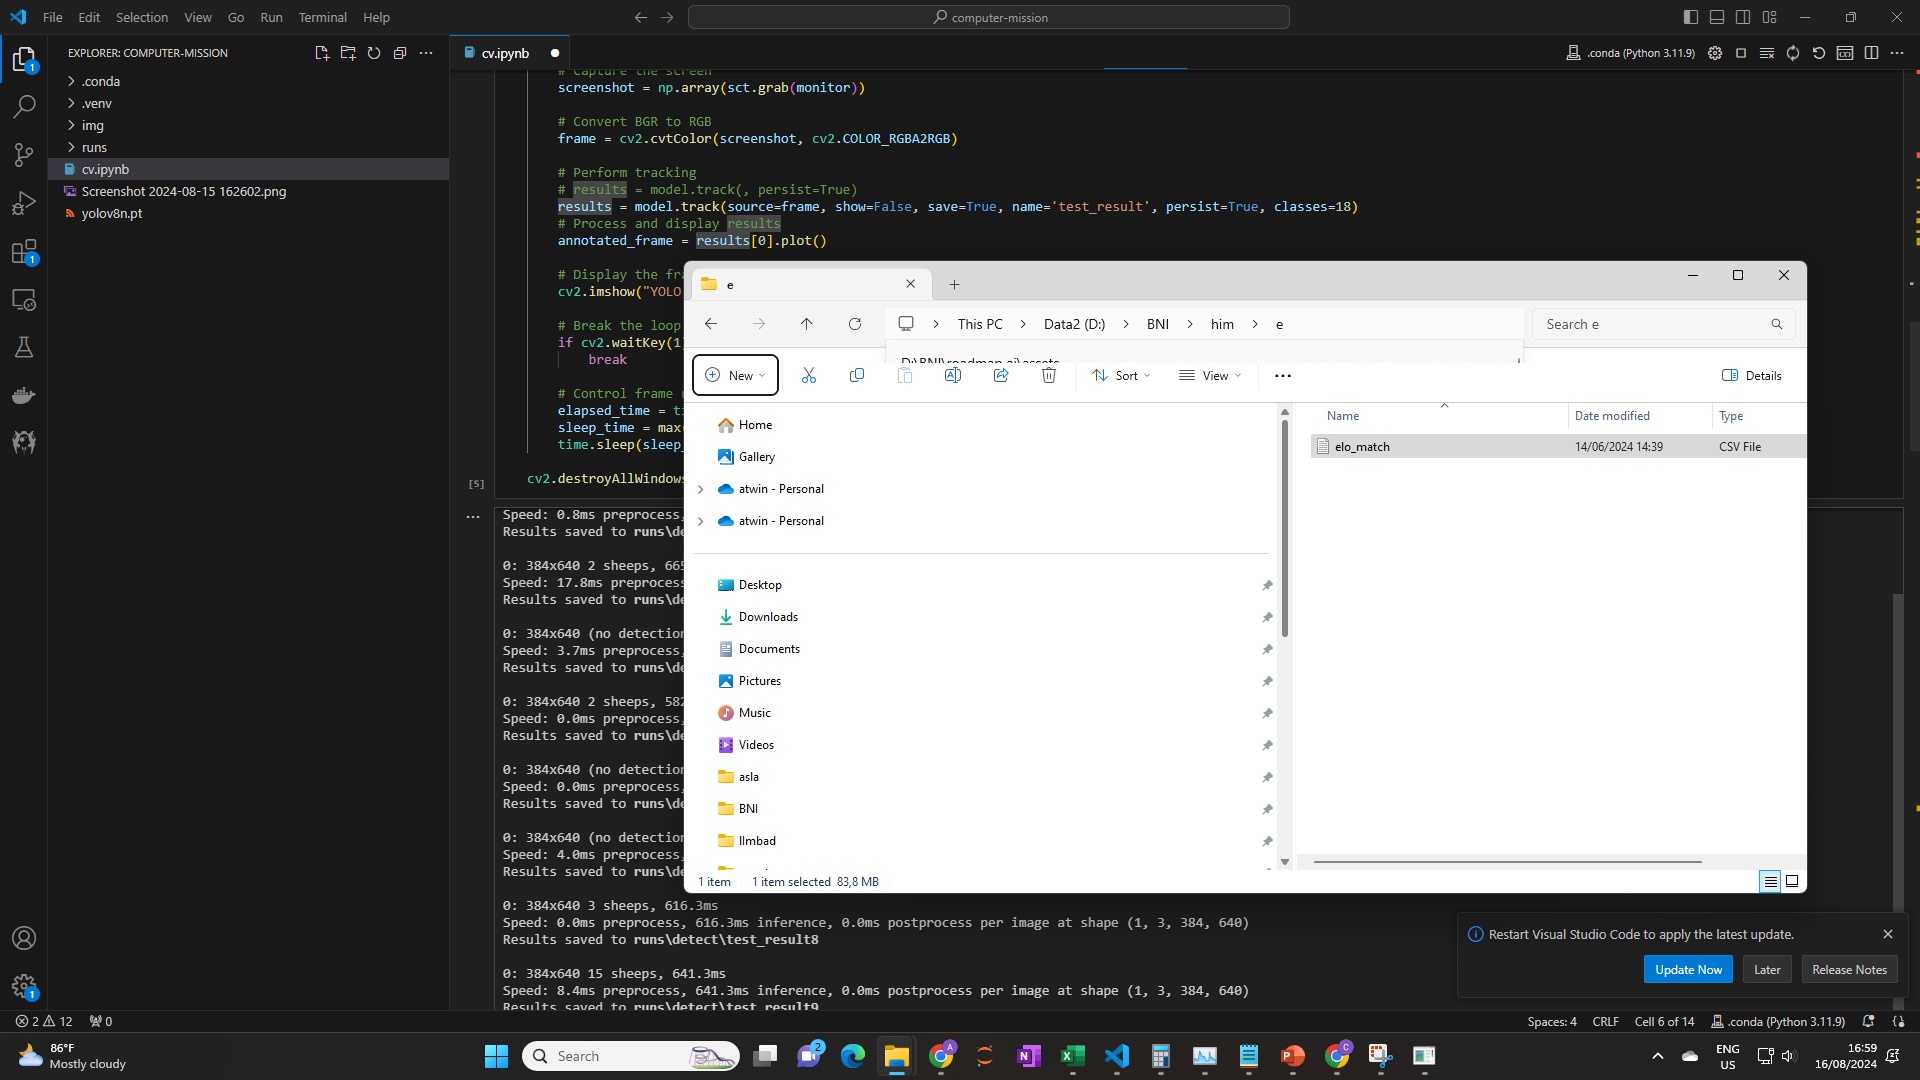 File Edit Selection View Go Run Terminal Help
computer-mission
EXPLORER: COMPUTER-MISSION
cv.ipynb
.conda (Python 3.11.9)
.conda
.venv
img
runs
cv.ipynb
Screenshot 2024-08-15 162602.png
yolov8n.pt
# Capture the screen
screenshot = np.array(sct.grab(monitor))
# Convert BGR to RGB
frame = cv2.cvtColor(screenshot, cv2.COLOR_RGBA2RGB)
# Perform tracking
# results = model.track(, persist=True)
results = model.track(source=frame, show=False, save=True, name='test_result', persist=True, classes=18)
# Process and display results
annotated_frame = results[0].plot()
# Display the fra
cv2.imshow("YOLO
# Break the loop
if cv2.waitKey(1)
break
# Control frame
elapsed_time = ti
sleep_time = max(
time.sleep(sleep_
[5]
cv2.destroyAllWindows
Speed: 0.8ms preprocess,
Results saved to runs\de
0: 384x640 2 sheeps, 665
Speed: 17.8ms preprocess
Results saved to runs\de
0: 384x640 (no detection
Speed: 3.7ms preprocess,
Results saved to runs\de
0: 384x640 2 sheeps, 582
Speed: 0.0ms preprocess,
Results saved to runs\de
0: 384x640 (no detection
Speed: 0.0ms preprocess,
Results saved to runs\de
0: 384x640 (no detection
Speed: 4.0ms preprocess,
Results saved to runs\de
0: 384x640 3 sheeps, 616.3ms
Speed: 0.0ms preprocess, 616.3ms inference, 0.0ms postprocess per image at shape (1, 3, 384, 640)
Results saved to runs\detect\test_result8
0: 384x640 15 sheeps, 641.3ms
Speed: 8.4ms preprocess, 641.3ms inference, 0.0ms postprocess per image at shape (1, 3, 384, 640)
Results saved to runs\detect\test_result9
e
This PC > Data2 (D:) > BNI > him > e
Search e
D:\BNI\roadmap ai\assets
New
Sort
View
Details
Home
Gallery
atwin - Personal
atwin - Personal
Desktop
Downloads
Documents
Pictures
Music
Videos
asla
BNI
llmbad
Name Date modified Type
elo_match 14/06/2024 14:39 CSV File
1 item 1 item selected 83,8 MB
Restart Visual Studio Code to apply the latest update.
Update Now Later Release Notes
2 12 0
Spaces: 4 CRLF Cell 6 of 14 .conda (Python 3.11.9)
86°F
Mostly cloudy
Search
2
ENG
US
16:59
16/08/2024